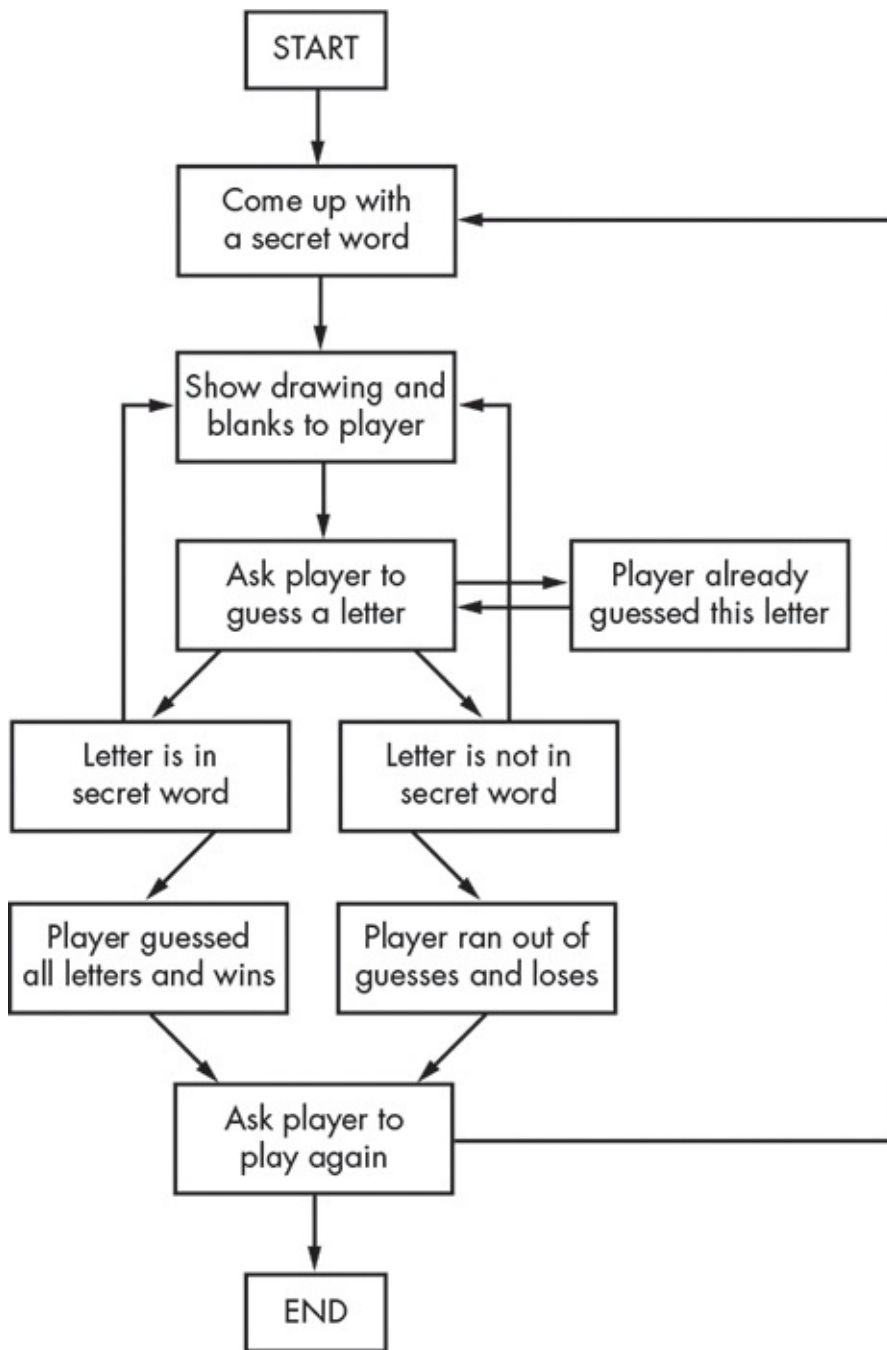 START
Come up with
a secret word
Show drawing and
blanks to player
Ask player to
guess a letter
Player already
guessed this letter
Letter is in
secret word
Letter is not in
secret word
Player guessed
all letters and wins
Player ran out of
guesses and loses
Ask player to
play again
END